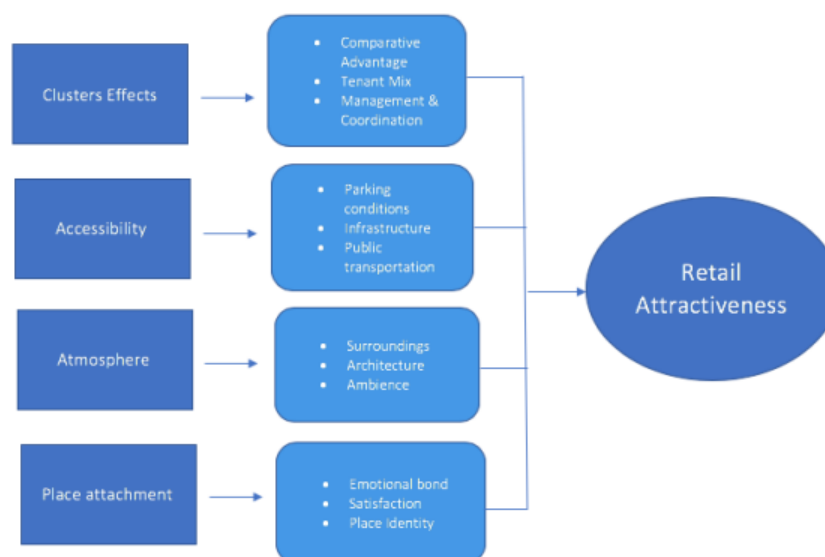 Clusters Effects
• Comparative
Advantage
• Tenant Mix
• Management &
Coordination
Accessibility
• Parking
conditions
• Infrastructure
• Public
transportation
Atmosphere
• Surroundings
• Architecture
• Ambience
Place attachment
• Emotional bond
• Satisfaction
• Place Identity
Retail
Attractiveness